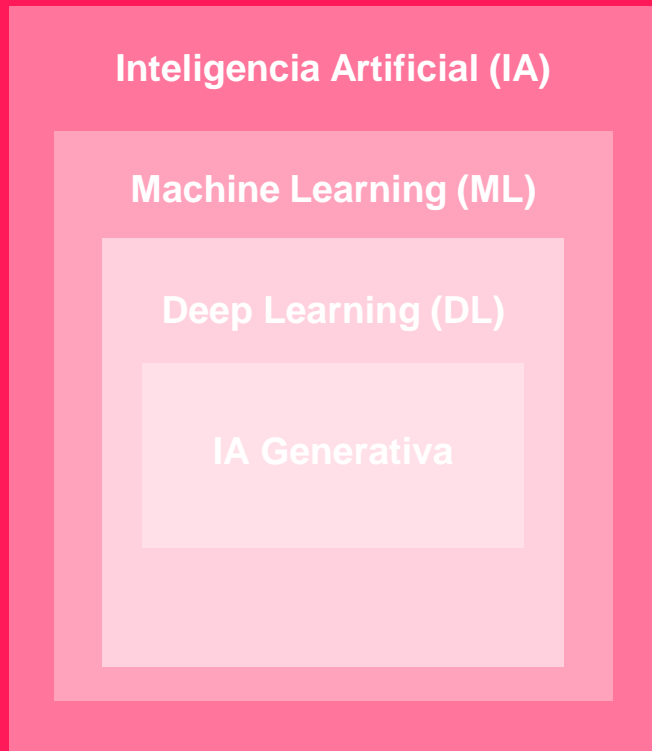 Inteligencia Artificial (IA)
Machine Learning (ML)
Deep Learning (DL)
IA Generativa